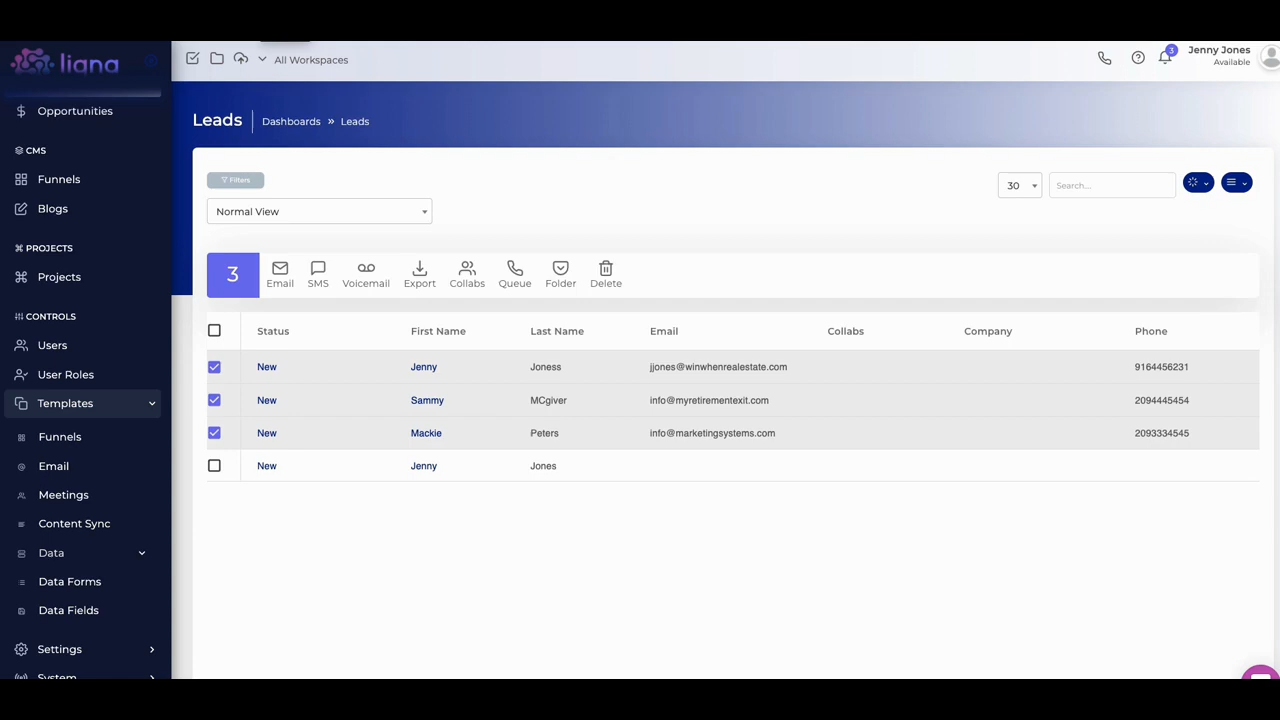 liana
All Workspaces
3
Jenny Jones
Available
Opportunities
CMS
Funnels
Blogs
PROJECTS
Projects
CONTROLS
Users
User Roles
Templates
Funnels
Email
Meetings
Content Sync
Data
Data Forms
Data Fields
Settings
System
Leads
Dashboards » Leads
Filters
30
Search...
Normal View
3
Email SMS Voicemail Export Collabs Queue Folder Delete
Status First Name Last Name Email Collabs Company Phone
New Jenny Joness jjones@winwhenrealestate.com 9164456231
New Sammy MCgiver info@myretirementexit.com 2094445454
New Mackie Peters info@marketingsystems.com 2093334545
New Jenny Jones